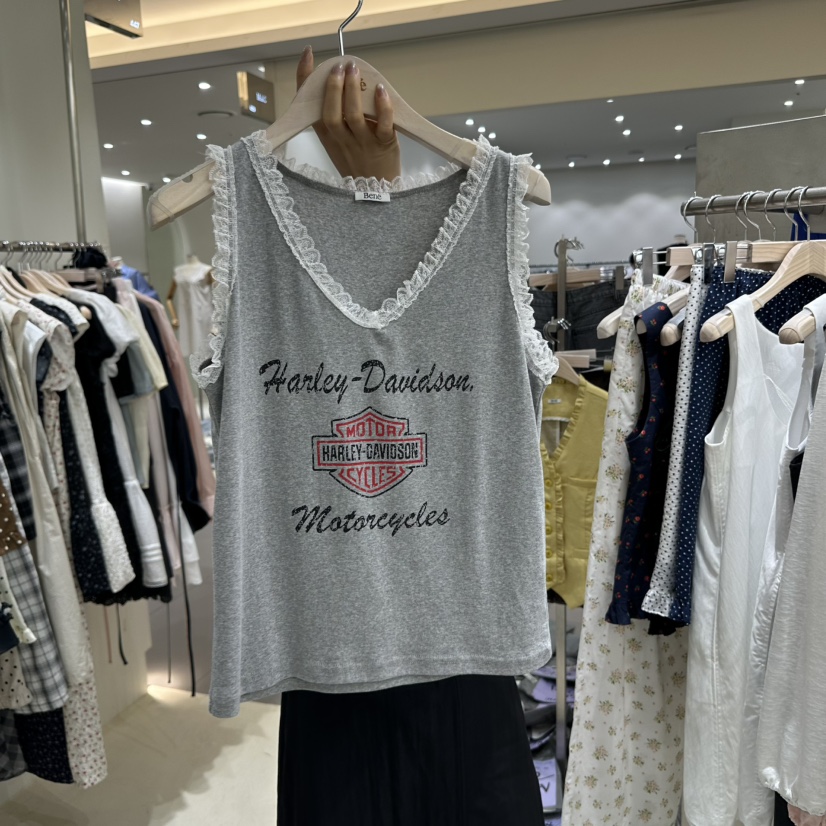 Bene
Harley-Davidson.
MOTOR
HARLEY-DAVIDSON
CYCLES
Motorcycles